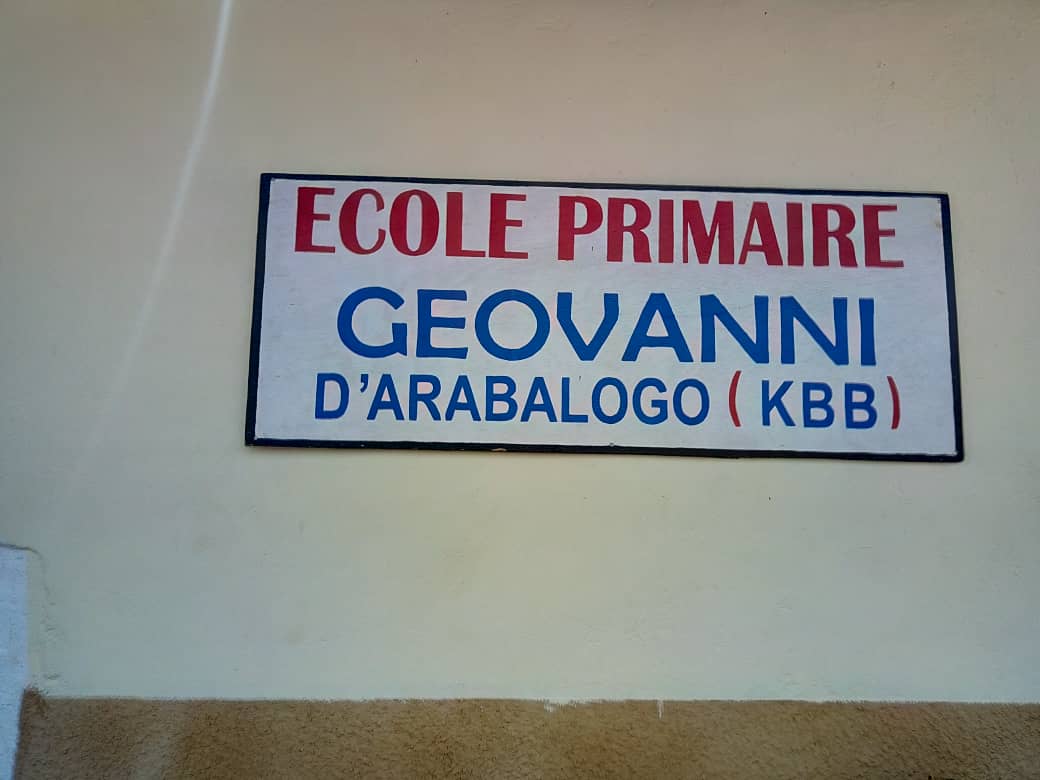 ECOLE PRIMAIRE
GEOVANNI
D'ARABALOGO (KBB)